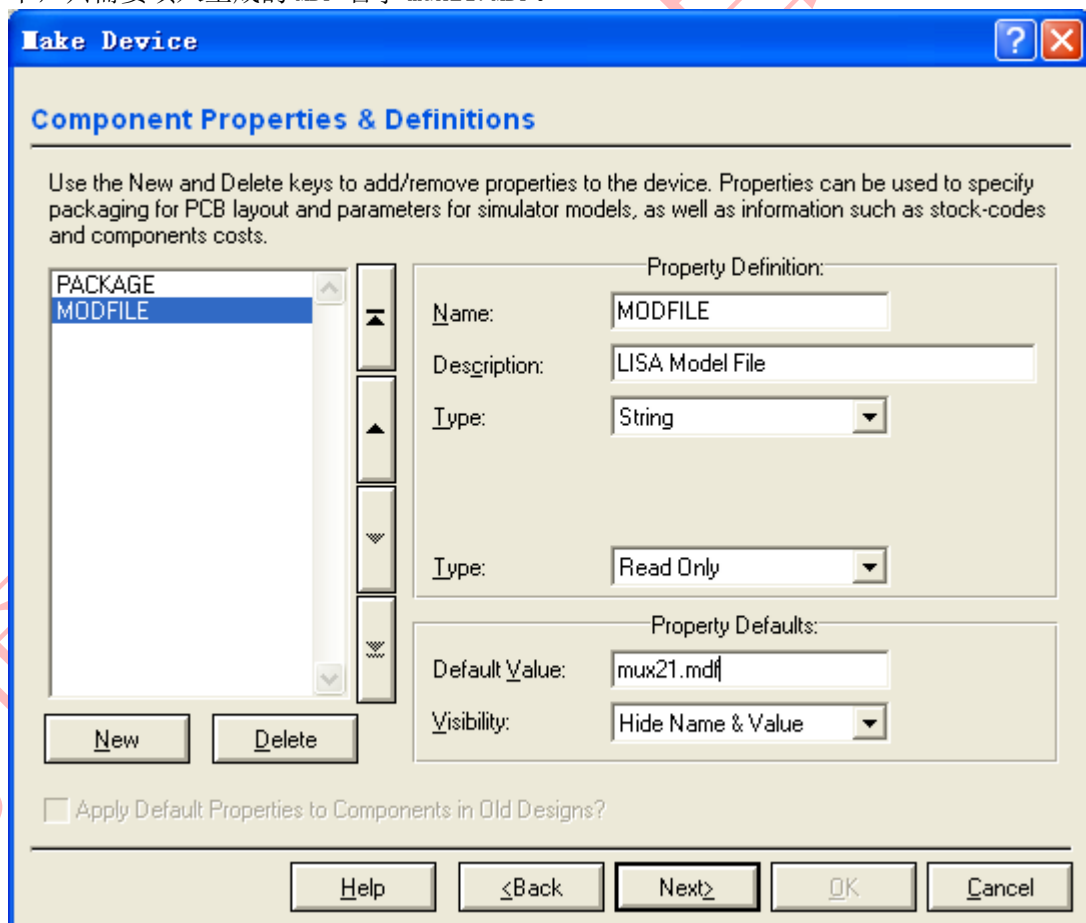 Make Device
Component Properties & Definitions
Use the New and Delete keys to add/remove properties to the device. Properties can be used to specify
packaging for PCB layout and parameters for simulator models, as well as information such as stock-codes
and components costs.
PACKAGE
MODFILE
Property Definition:
Name:
MODFILE
Description:
LISA Model File
Type:
String
Type:
Read Only
Property Defaults:
Default Value:
mux21.mdf
Visibility:
Hide Name & Value
New
Delete
Apply Default Properties to Components in Old Designs?
Help
<Back
Next>
OK
Cancel